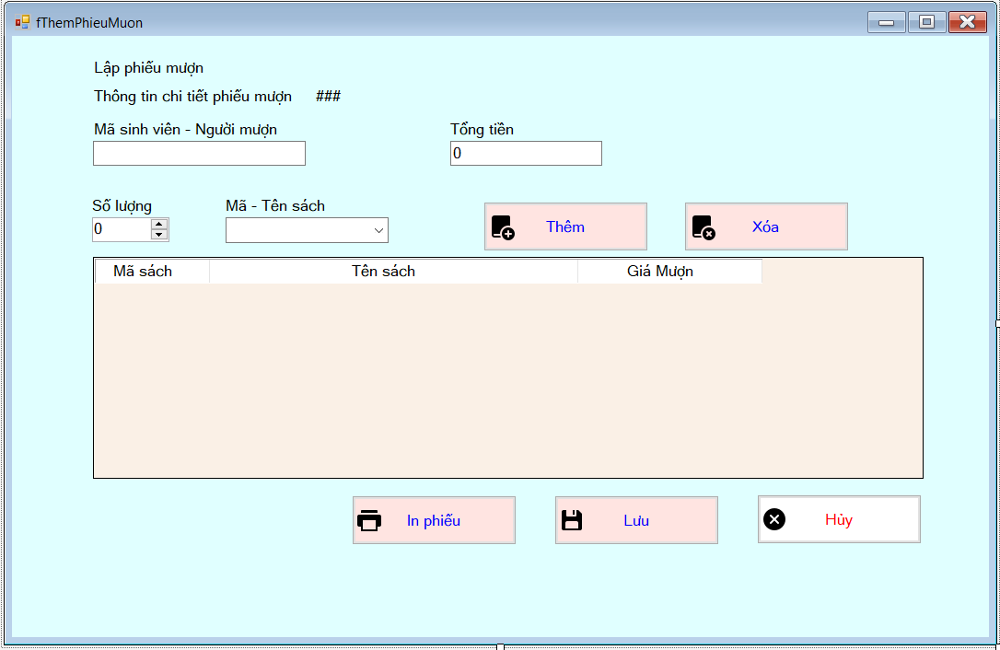 fThemPhieuMuon
Lập phiếu mượn
Thông tin chi tiết phiếu mượn ###
Mã sinh viên - Người mượn Tổng tiền
0
Số lượng Mã - Tên sách
0
Thêm Xóa
Mã sách Tên sách Giá Mượn
In phiếu Lưu Hủy